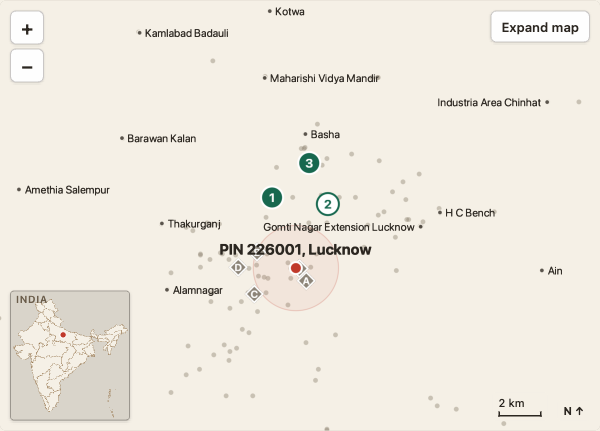 Kotwa
+
Kamlabad Badauli
Expand map
−
Maharishi Vidya Mandir
Industria Area Chinhat
Basha
Barawan Kalan
3
Amethia Salempur
1
2
H C Bench
Thakurganj
Gomti Nagar Extension Lucknow
PIN 226001, Lucknow
D
Ain
A
Alamnagar
C
INDIA
2 km
N ↑